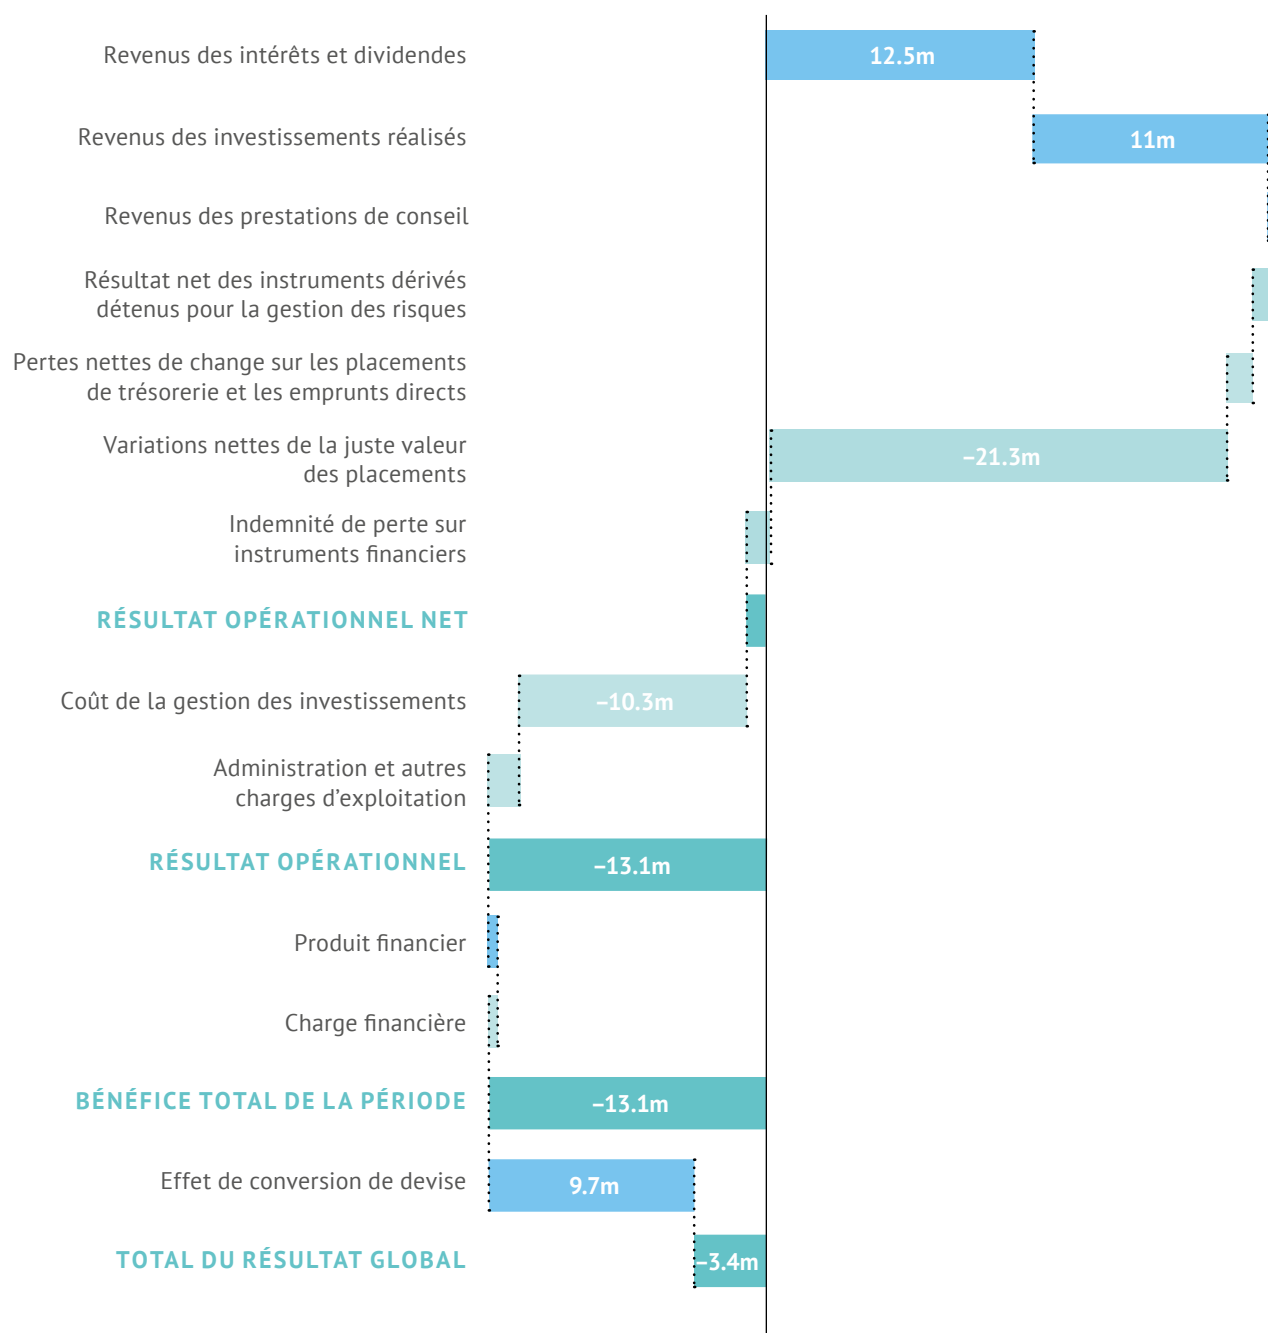 Revenus des intérêts et dividendes
12.5m
Revenus des investissements réalisés
11m
Revenus des prestations de conseil
Résultat net des instruments dérivés
détenus pour la gestion des risques
Pertes nettes de change sur les placements
de trésorerie et les emprunts directs
Variations nettes de la juste valeur
des placements
–21.3m
Indemnité de perte sur
instruments financiers
RÉSULTAT OPÉRATIONNEL NET
Coût de la gestion des investissements
–10.3m
Administration et autres
charges d’exploitation
RÉSULTAT OPÉRATIONNEL
–13.1m
Produit financier
Charge financière
BÉNÉFICE TOTAL DE LA PÉRIODE
–13.1m
Effet de conversion de devise
9.7m
TOTAL DU RÉSULTAT GLOBAL
–3.4m